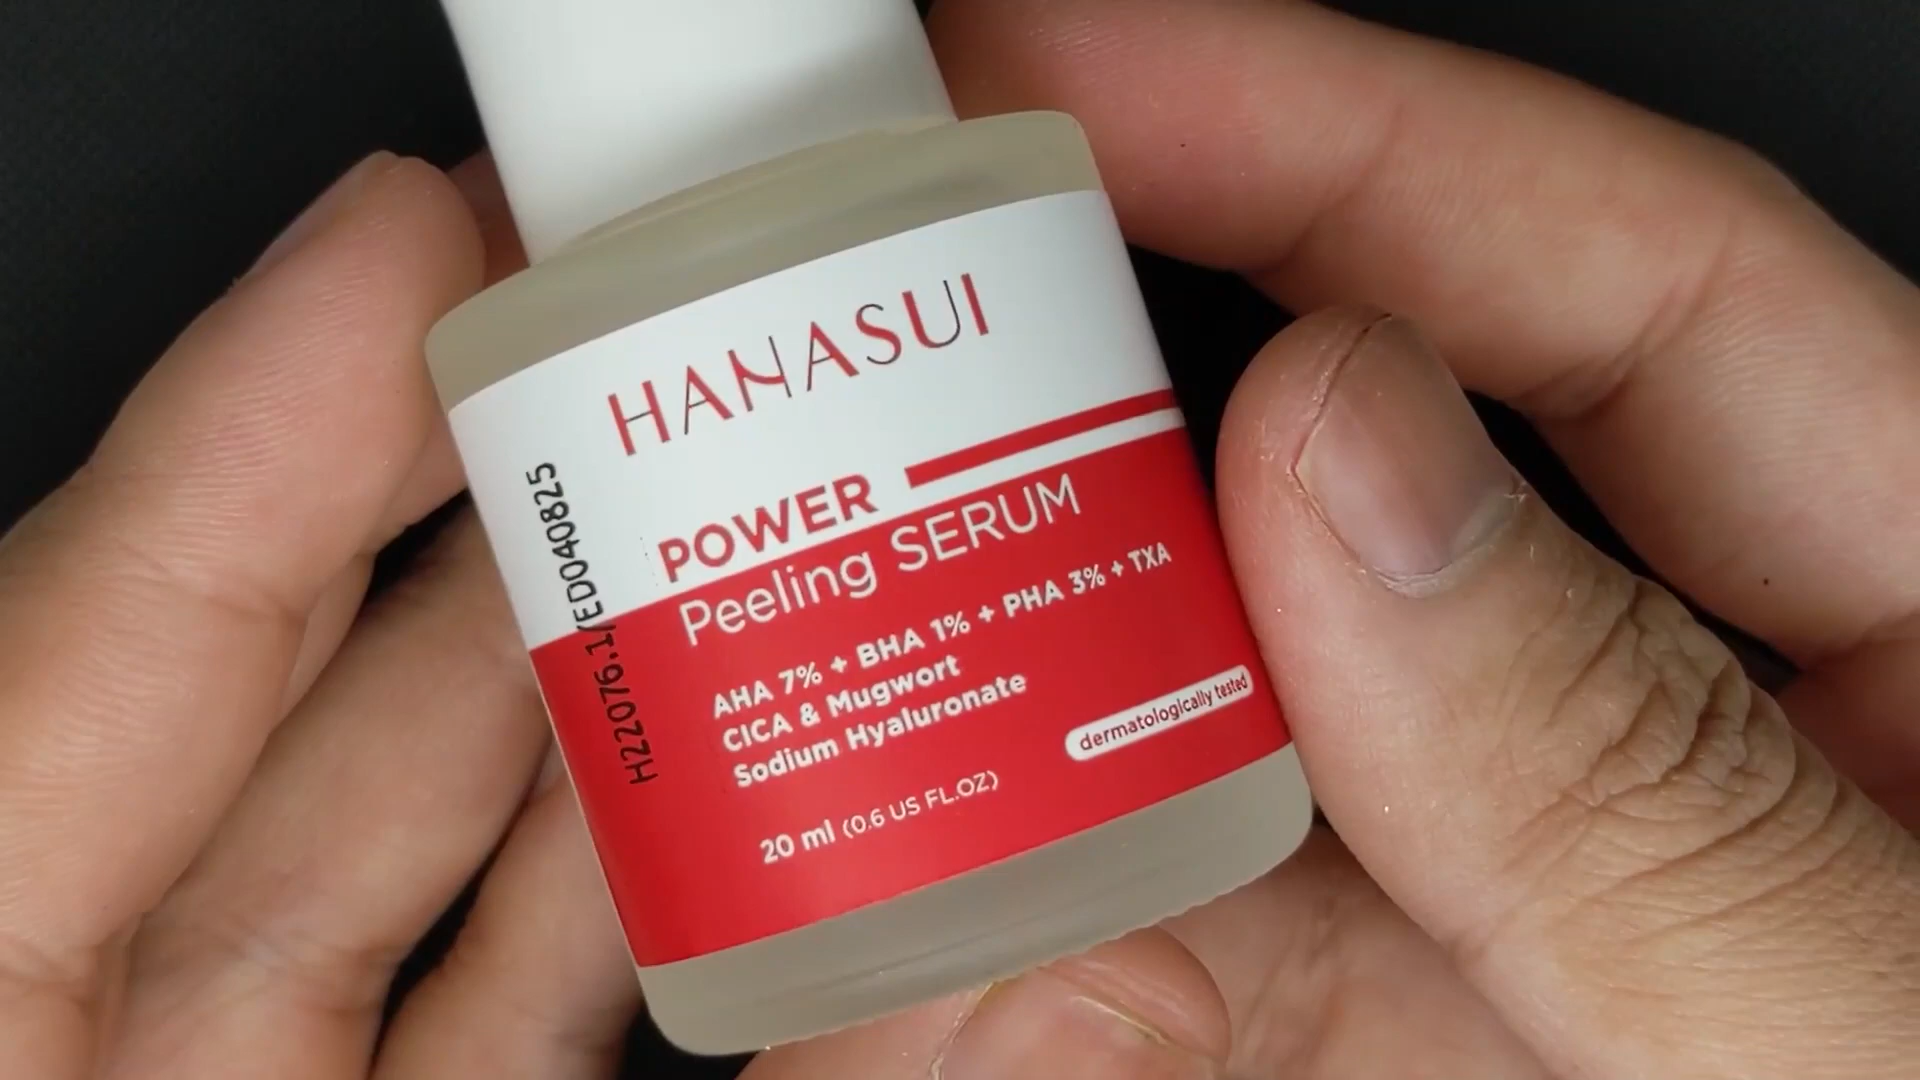 HANASUI
POWER
Peeling SERUM
AHA 7% + BHA 1% + PHA 3% + TXA
CICA & Mugwort
Sodium Hyaluronate
dermatologically tested
20 ml (0.6 US FL.OZ)
H22076.1/ED040825